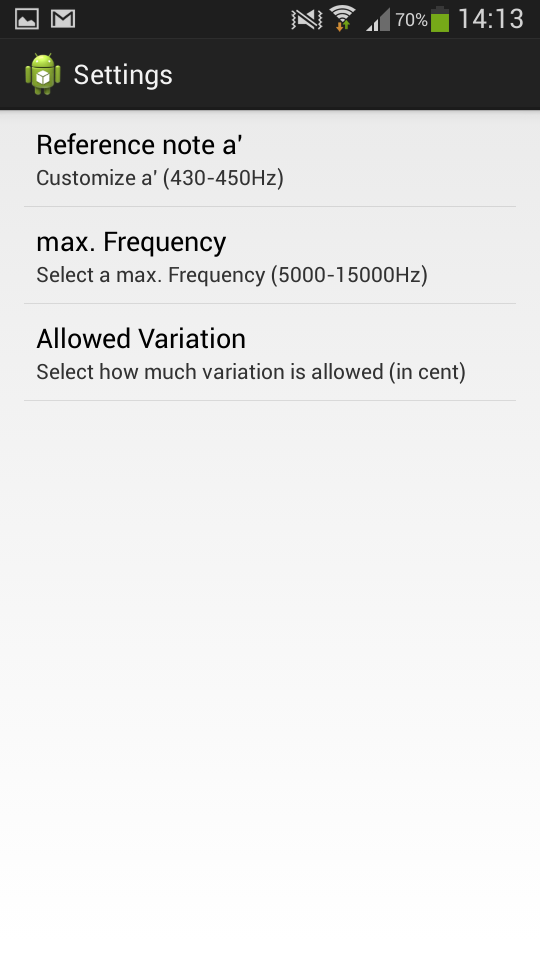 70% 14:13
Settings
Reference note a'
Customize a' (430-450Hz)
max. Frequency
Select a max. Frequency (5000-15000Hz)
Allowed Variation
Select how much variation is allowed (in cent)